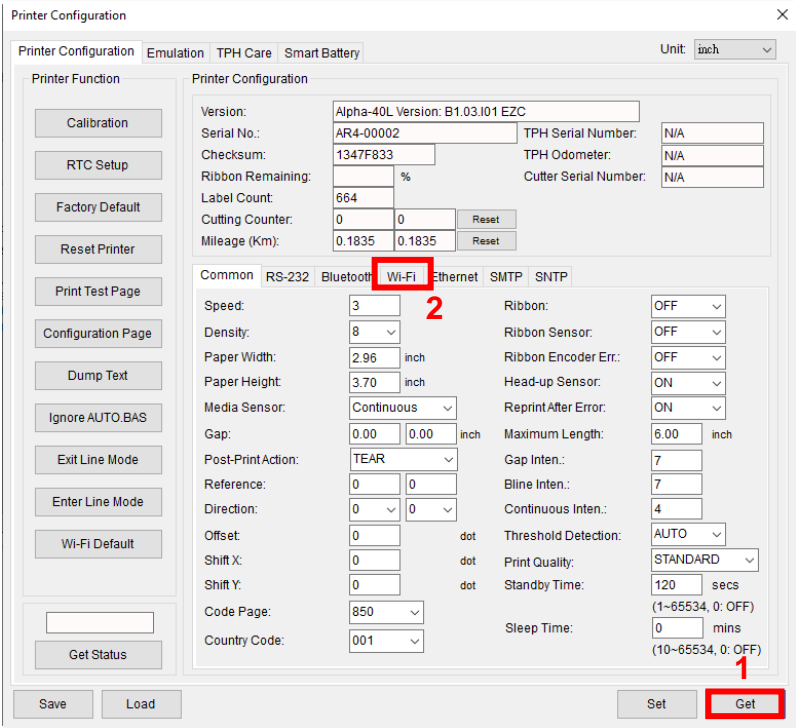 Printer Configuration
Printer Configuration Emulation TPH Care Smart Battery Unit: inch
Printer Function
Calibration
RTC Setup
Factory Default
Reset Printer
Print Test Page
Configuration Page
Dump Text
Ignore AUTO.BAS
Exit Line Mode
Enter Line Mode
Wi-Fi Default
Get Status
Printer Configuration
Version: Alpha-40L Version: B1.03.I01 EZC
Serial No.: AR4-00002 TPH Serial Number: N/A
Checksum: 1347F833 TPH Odometer: N/A
Ribbon Remaining: % Cutter Serial Number: N/A
Label Count: 664
Cutting Counter: 0 0 Reset
Mileage (Km): 0.1835 0.1835 Reset
Common RS-232 Bluetooth Wi-Fi Ethernet SMTP SNTP
2
Speed: 3 Ribbon: OFF
Density: 8 Ribbon Sensor: OFF
Paper Width: 2.96 inch Ribbon Encoder Err.: OFF
Paper Height: 3.70 inch Head-up Sensor: ON
Media Sensor: Continuous Reprint After Error: ON
Gap: 0.00 0.00 inch Maximum Length: 6.00 inch
Post-Print Action: TEAR Gap Inten.: 7
Reference: 0 0 Bline Inten.: 7
Direction: 0 0 Continuous Inten.: 4
Offset: 0 dot Threshold Detection: AUTO
Shift X: 0 dot Print Quality: STANDARD
Shift Y: 0 dot Standby Time: 120 secs
(1~65534, 0: OFF)
Code Page: 850
Sleep Time: 0 mins
Country Code: 001
(10~65534, 0: OFF)
1
Save Load Set Get